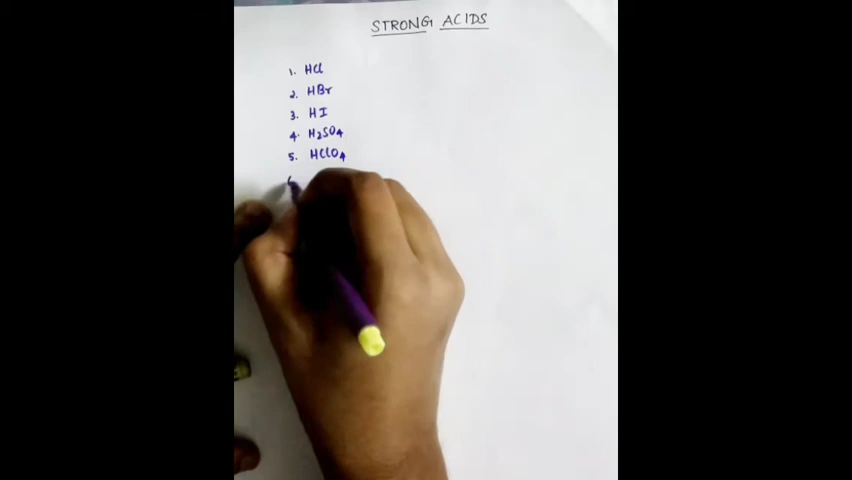 STRONG ACIDS
1. HCl
2. HBr
3. HI
4. H₂SO₄
5. HClO₄